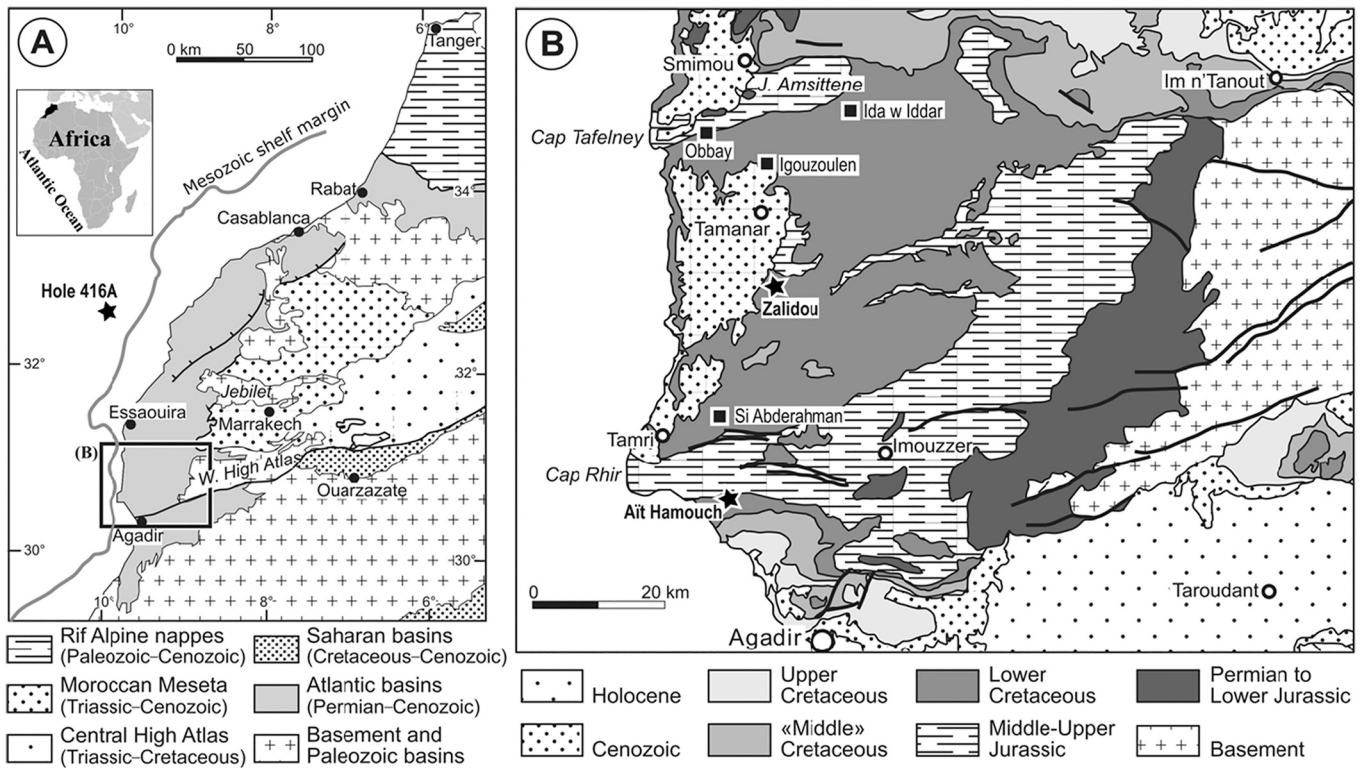 A
10°
8°
6°
Tanger
0 km 50 100
Africa
Atlantic Ocean
Mesozoic shelf margin
Rabat
34°
Casablanca
Hole 416A
32°
32°
Jebilet
Essaouira
Marrakech
(B)
W. High Atlas
Ouarzazate
Agadir
30°
30°
10°
8°
6°
Rif Alpine nappes
(Paleozoic-Cenozoic)
Saharan basins
(Cretaceous-Cenozoic)
Moroccan Meseta
(Triassic-Cenozoic)
Atlantic basins
(Permian-Cenozoic)
Central High Atlas
(Triassic-Cretaceous)
Basement and
Paleozoic basins
B
Smimou
J. Amsittene
Im n'Tanout
Ida w Iddar
Cap Tafelney
Obbay
Igouzoulen
Tamanar
Zalidou
Si Abderahman
Tamri
Imouzzer
Cap Rhir
Aït Hamouch
0 20 km
Taroudant
Agadir
Holocene
Upper
Cretaceous
Lower
Cretaceous
Permian to
Lower Jurassic
Cenozoic
«Middle»
Cretaceous
Middle-Upper
Jurassic
Basement